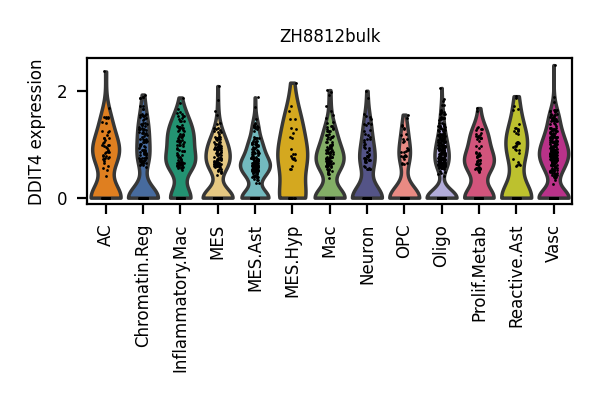 ZH8812bulk
DDIT4 expression
2
0
AC
Chromatin.Reg
Inflammatory.Mac
MES
MES.Ast
MES.Hyp
Mac
Neuron
OPC
Oligo
Prolif.Metab
Reactive.Ast
Vasc